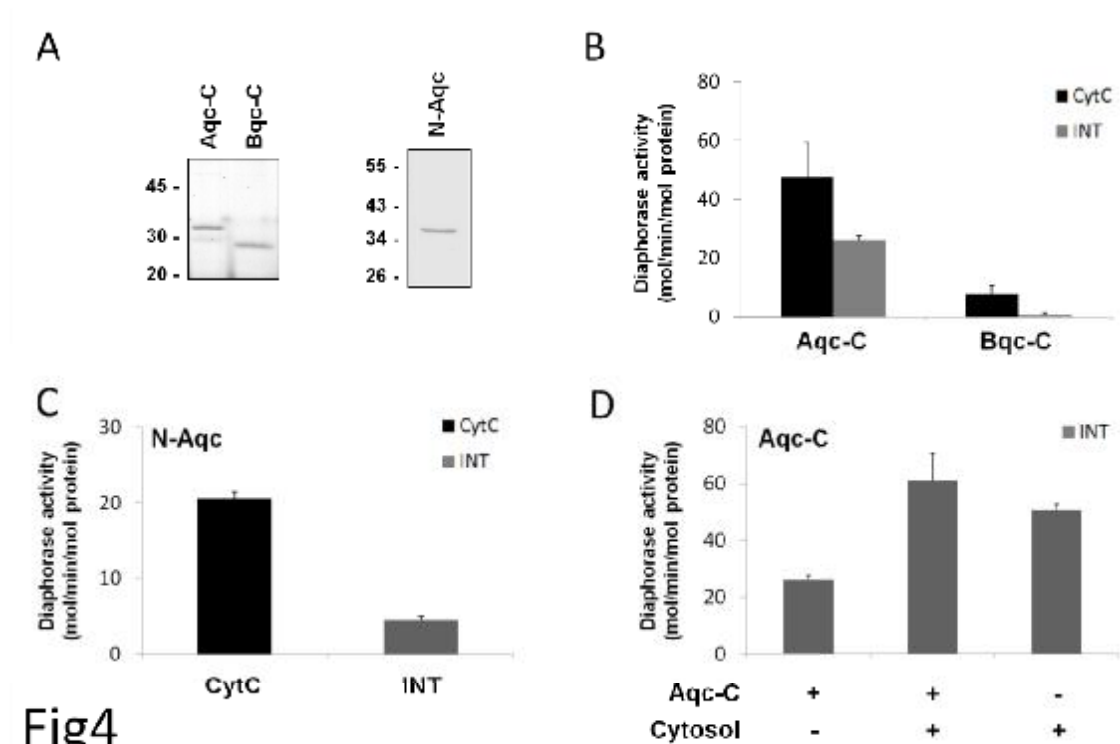 A
Aqc-C
Bqc-C
45 -
30 -
20 -
N-Aqc
55 -
43 -
34 -
26 -
B
Diaphorase activity
(mol/min/mol protein)
80
60
40
20
0
CytC
INT
Aqc-C
Bqc-C
C
N-Aqc
Diaphorase activity
(mol/min/mol protein)
30
20
10
0
CytC
INT
CytC
INT
D
Aqc-C
Diaphorase activity
(mol/min/mol protein)
80
60
40
20
0
INT
Aqc-C + + -
Cytosol - + +
Fig4